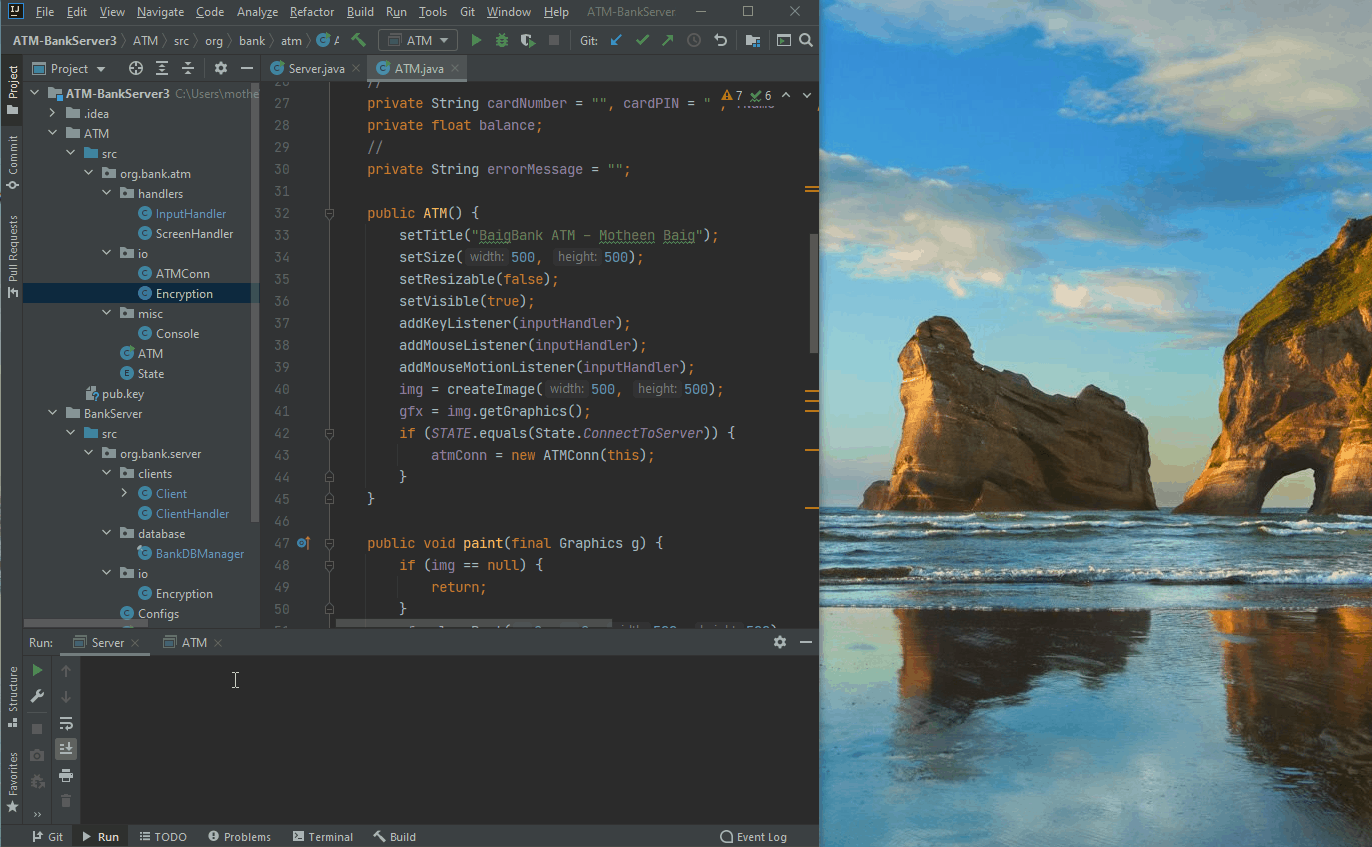 File Edit View Navigate Code Analyze Refactor Build Run Tools Git Window Help ATM-BankServer
ATM-BankServer3 ATM src org bank atm ATM Git:
Project
Server.java ATM.java
Project
Commit
Pull Requests
Structure
Favorites
ATM-BankServer3 C:\Users\mothe
.idea
ATM
src
org.bank.atm
handlers
InputHandler
ScreenHandler
io
ATMConn
Encryption
misc
Console
ATM
State
pub.key
BankServer
src
org.bank.server
clients
Client
ClientHandler
database
BankDBManager
io
Encryption
Configs
7 6
26 //
27 private String cardNumber = "", cardPIN = "
28 private float balance;
29 //
30 private String errorMessage = "";
31
32 public ATM() {
33 setTitle("BaigBank ATM - Motheen Baig");
34 setSize( width: 500, height: 500);
35 setResizable(false);
36 setVisible(true);
37 addKeyListener(inputHandler);
38 addMouseListener(inputHandler);
39 addMouseMotionListener(inputHandler);
40 img = createImage( width: 500, height: 500);
41 gfx = img.getGraphics();
42 if (STATE.equals(State.ConnectToServer)) {
43 atmConn = new ATMConn(this);
44 }
45 }
46
47 public void paint(final Graphics g) {
48 if (img == null) {
49 return;
50 }
Run: Server ATM
Git Run TODO Problems Terminal Build Event Log